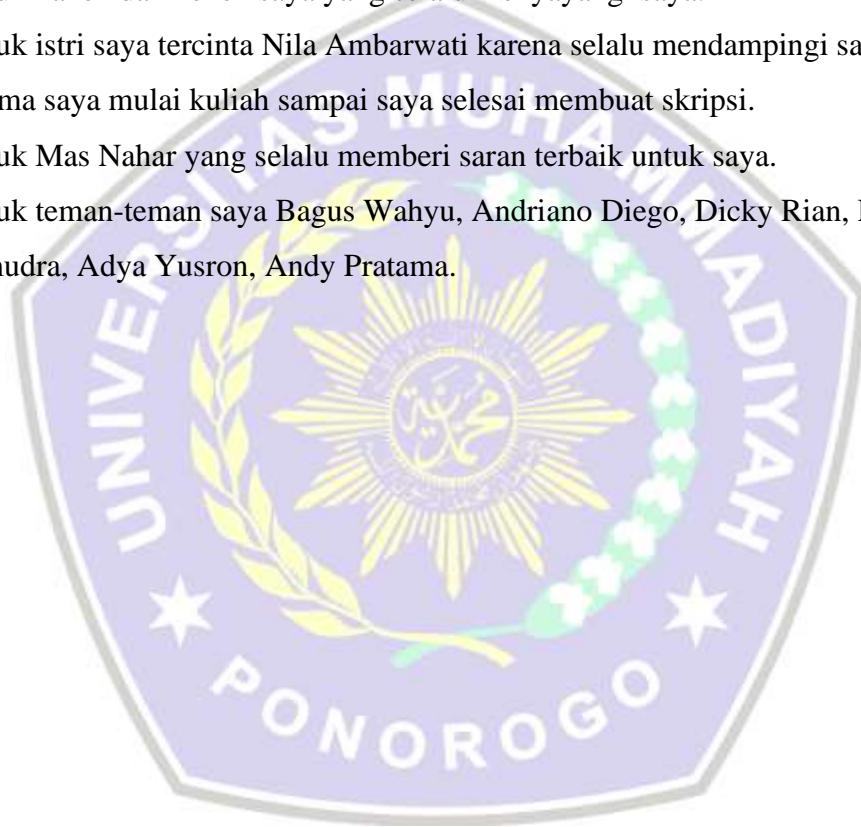 uk istri saya tercinta Nila Ambarwati karena selalu mendampingi sa
ma saya mulai kuliah sampai saya selesai membuat skripsi.
uk Mas Nahar yang selalu memberi saran terbaik untuk saya.
uk teman-teman saya Bagus Wahyu, Andriano Diego, Dicky Rian,
udra, Adya Yusron, Andy Pratama.
UNIVERSITAS MUHAMMADIYAH
محمدية
PONOROGO